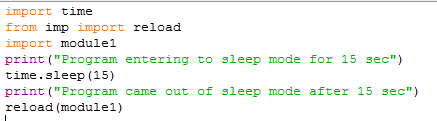 import time
from imp import reload
import module1
print("Program entering to sleep mode for 15 sec")
time.sleep(15)
print("Program came out of sleep mode after 15 sec")
reload(module1)